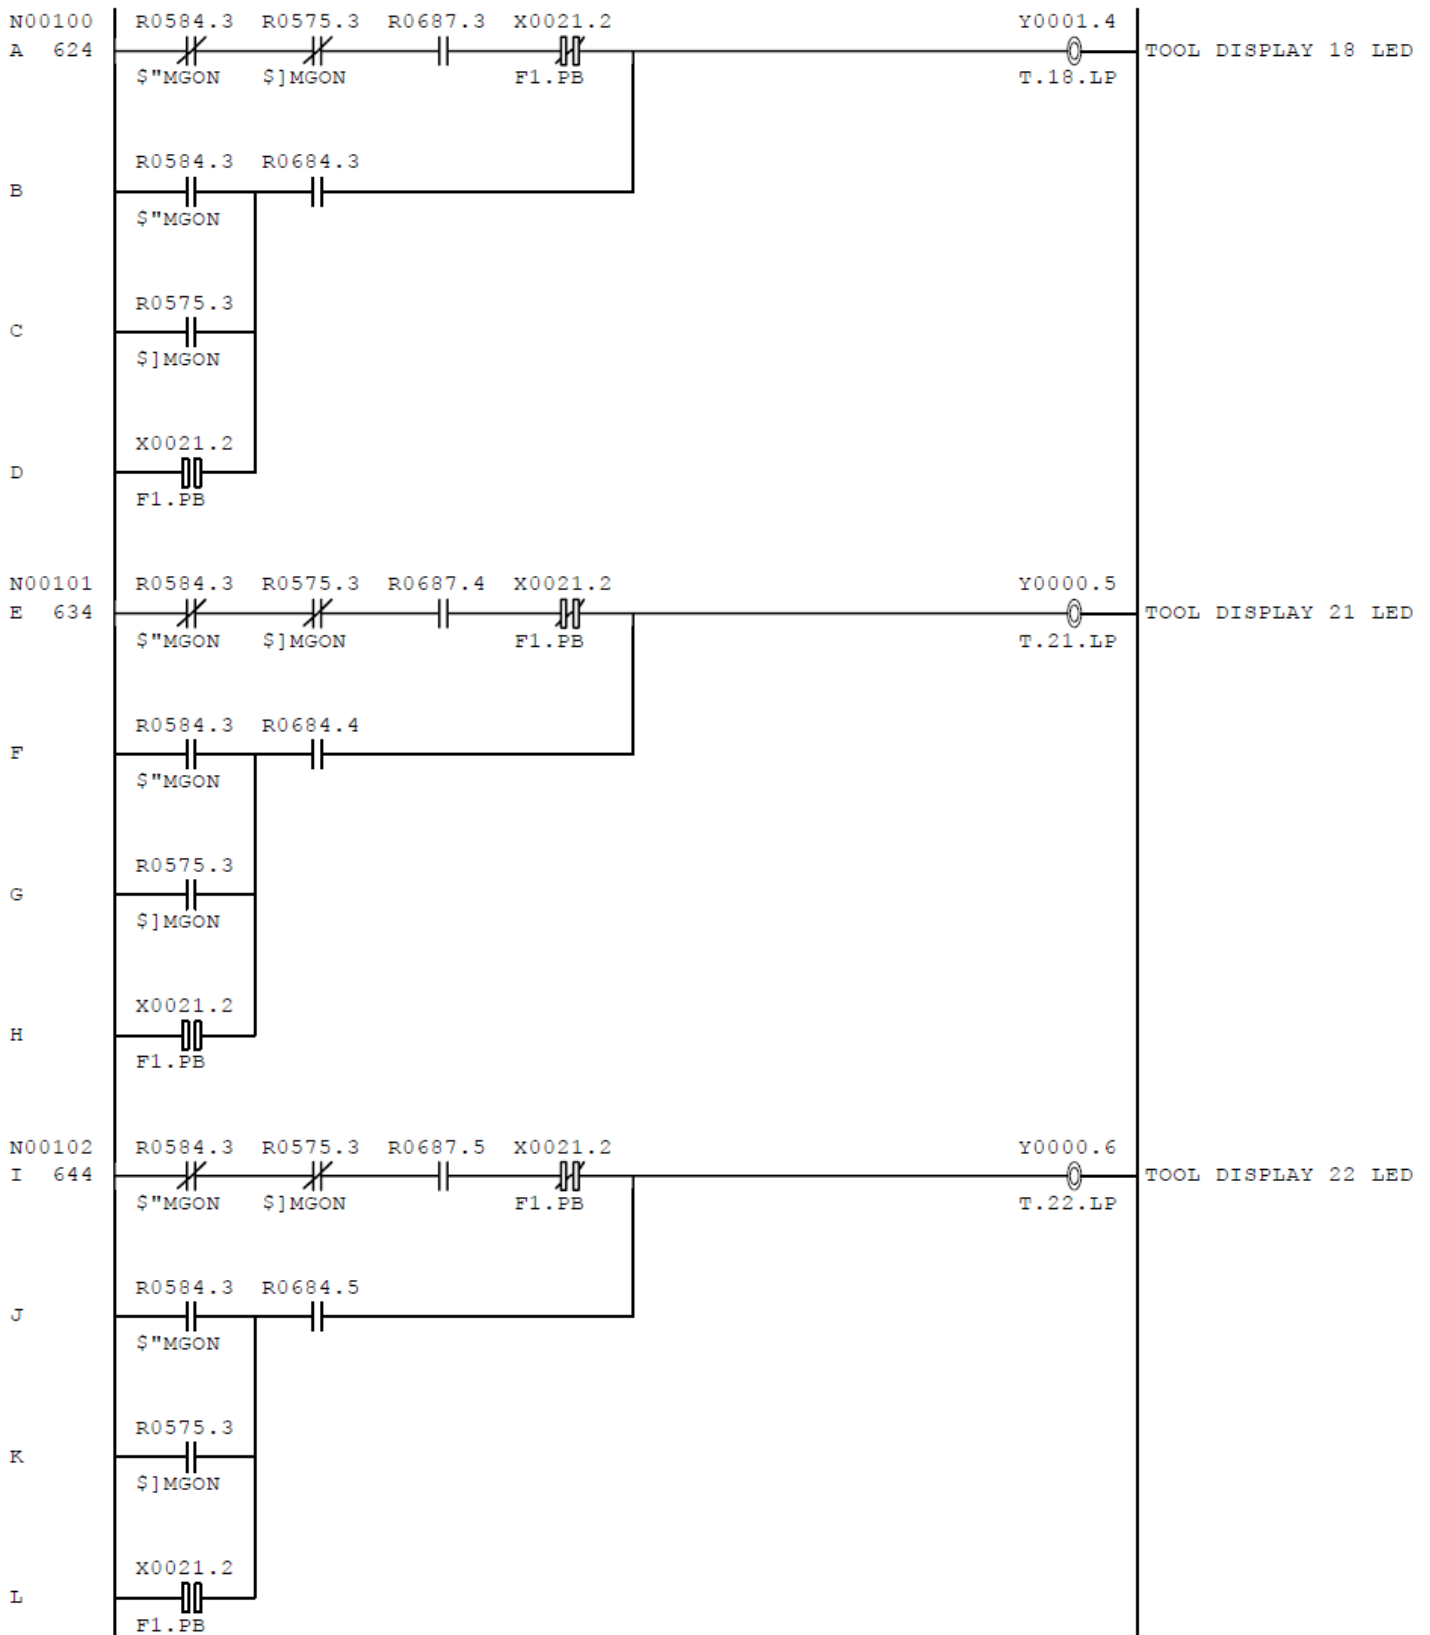 N00100 R0584.3 R0575.3 R0687.3 X0021.2 Y0001.4
A 624 TOOL DISPLAY 18 LED
$"MGON $]MGON F1.PB T.18.LP
R0584.3 R0684.3
B
$"MGON
R0575.3
C
$]MGON
X0021.2
D
F1.PB
N00101 R0584.3 R0575.3 R0687.4 X0021.2 Y0000.5
E 634 TOOL DISPLAY 21 LED
$"MGON $]MGON F1.PB T.21.LP
R0584.3 R0684.4
F
$"MGON
R0575.3
G
$]MGON
X0021.2
H
F1.PB
N00102 R0584.3 R0575.3 R0687.5 X0021.2 Y0000.6
I 644 TOOL DISPLAY 22 LED
$"MGON $]MGON F1.PB T.22.LP
R0584.3 R0684.5
J
$"MGON
R0575.3
K
$]MGON
X0021.2
L
F1.PB